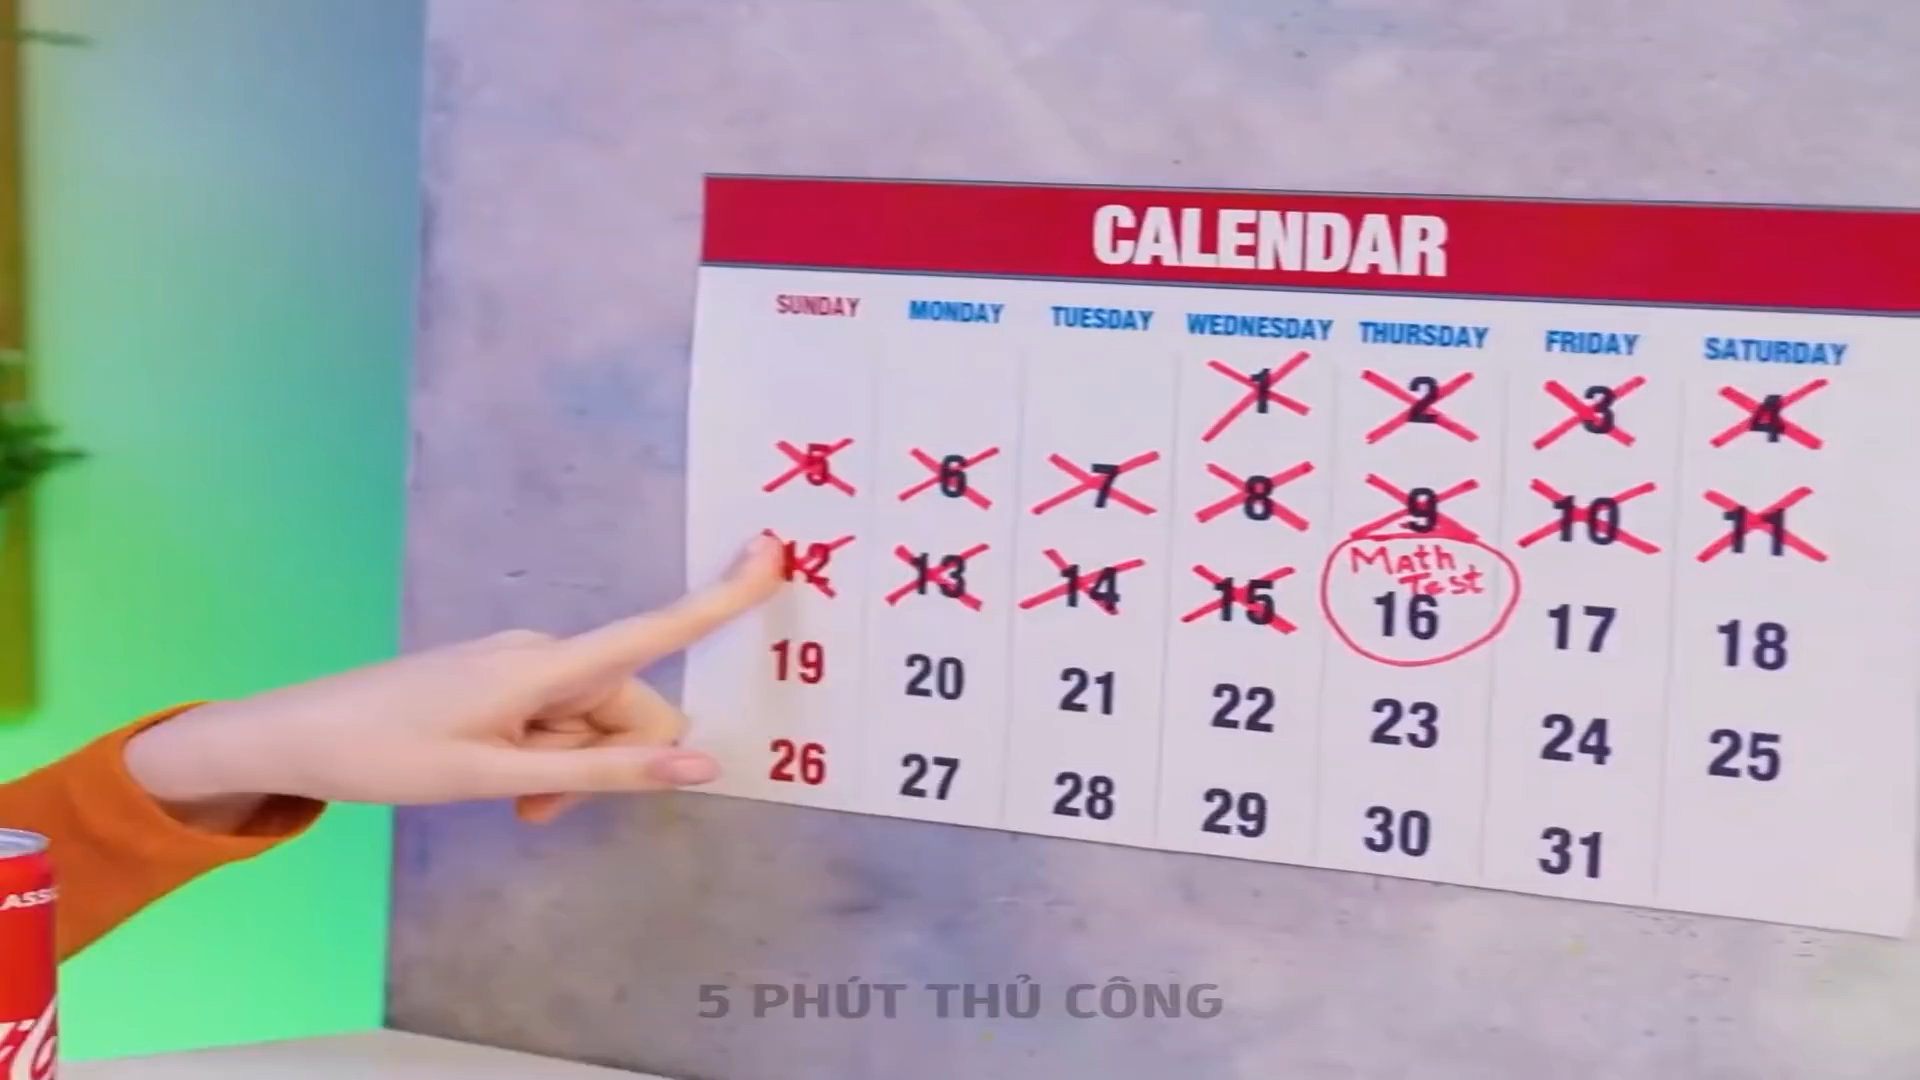 CALENDAR
SUNDAY MONDAY TUESDAY WEDNESDAY THURSDAY FRIDAY SATURDAY
1 2 3 4
5 6 7 8 9 10 11
Math
Test
12 13 14 15 16 17 18
19 20 21 22 23 24 25
26 27 28 29 30 31
5 PHÚT THỦ CÔNG